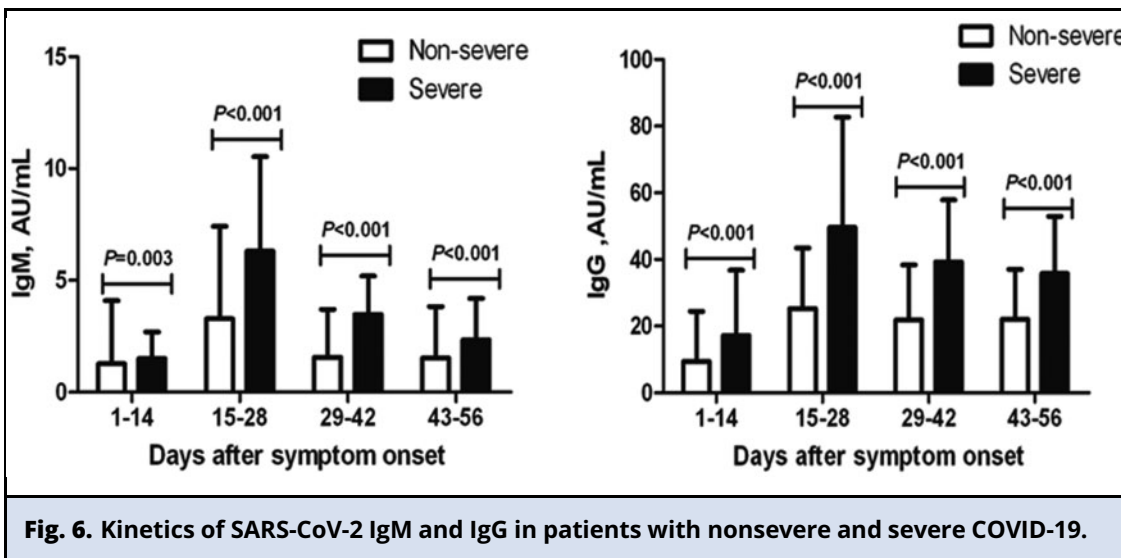 15
10
5
0
IgM, AU/mL
Non-severe
Severe
P=0.003
P<0.001
P<0.001
P<0.001
1-14
15-28
29-42
43-56
Days after symptom onset
100
80
60
40
20
0
IgG ,AU/mL
Non-severe
Severe
P<0.001
P<0.001
P<0.001
P<0.001
1-14
15-28
29-42
43-56
Days after symptom onset
Fig. 6. Kinetics of SARS-CoV-2 IgM and IgG in patients with nonsevere and severe COVID-19.